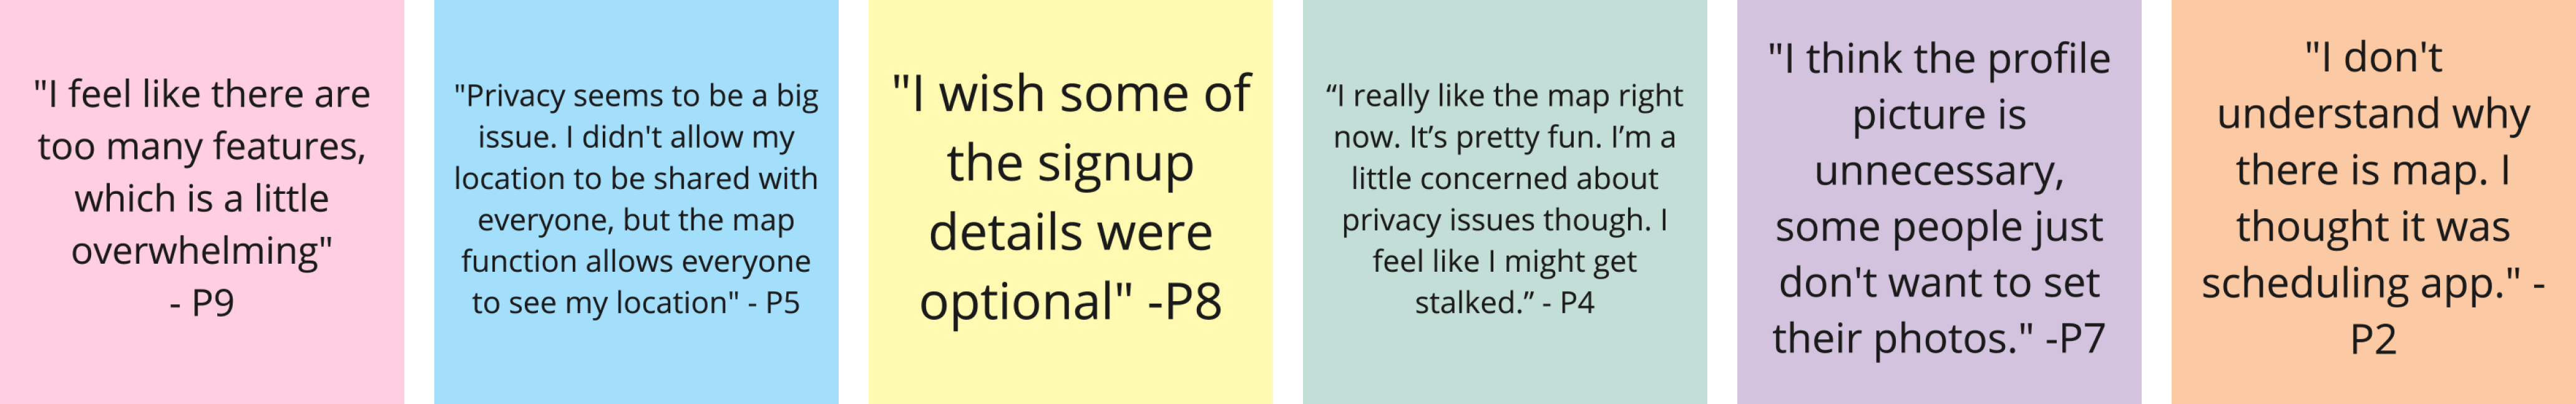 "I feel like there are
too many features,
which is a little
overwhelming"
- P9
"Privacy seems to be a big
issue. I didn't allow my
location to be shared with
everyone, but the map
function allows everyone
to see my location" - P5
"I wish some of
the signup
details were
optional" -P8
“I really like the map right
now. It’s pretty fun. I’m a
little concerned about
privacy issues though. I
feel like I might get
stalked.” - P4
"I think the profile
picture is
unnecessary,
some people just
don't want to set
their photos." -P7
"I don't
understand why
there is map. I
thought it was
scheduling app." -
P2